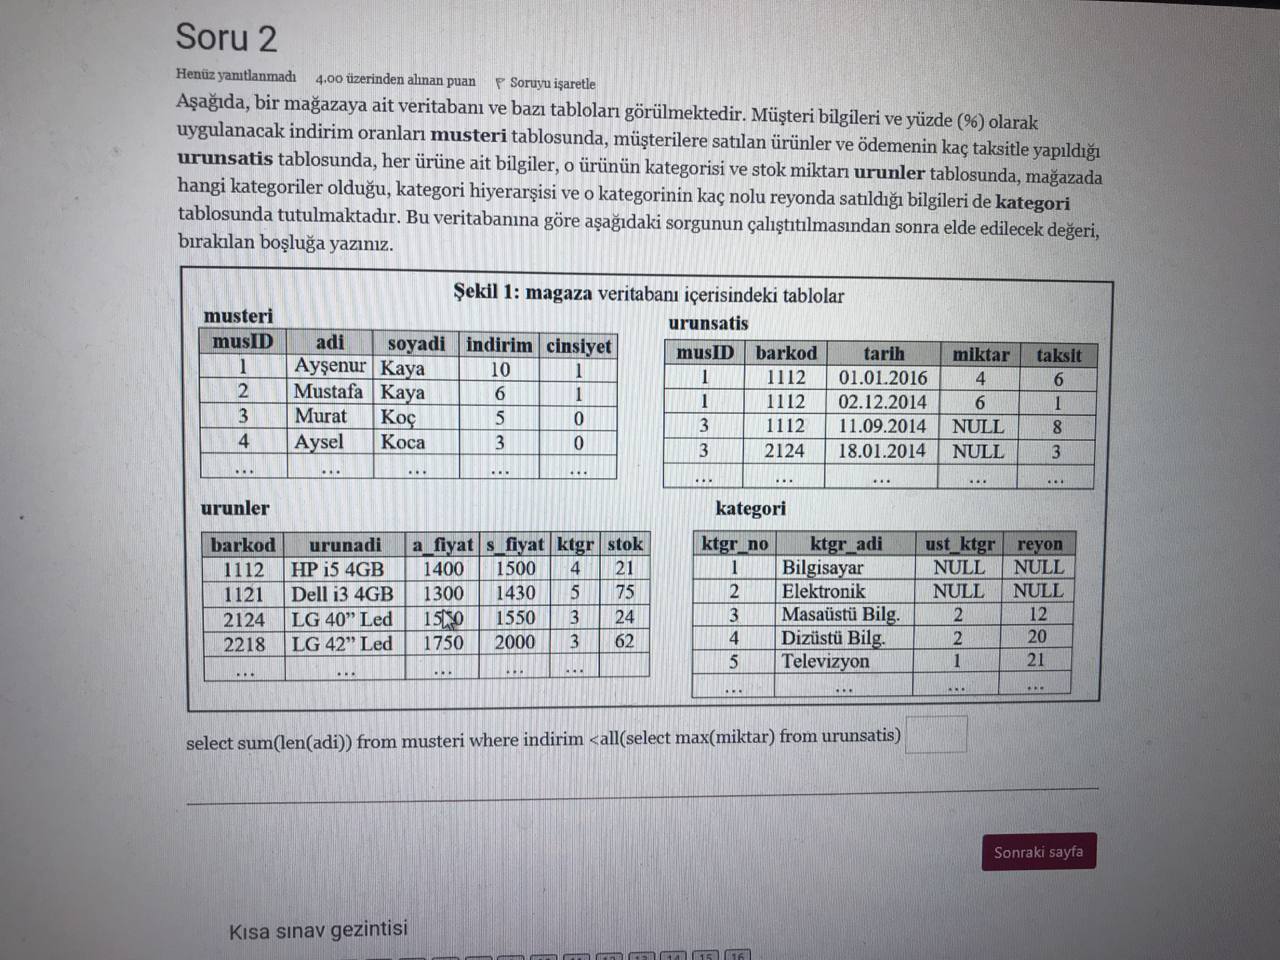 Soru 2
Henüz yanıtlanmadı 4,00 üzerinden alınan puan Soruyu işaretle
Aşağıda, bir mağazaya ait veritabanı ve bazı tabloları görülmektedir. Müşteri bilgileri ve yüzde (%) olarak
uygulanacak indirim oranları musteri tablosunda, müşterilere satılan ürünler ve ödemenin kaç taksitle yapıldığı
urunsatis tablosunda, her ürüne ait bilgiler, o ürünün kategorisi ve stok miktarı urunler tablosunda, mağazada
hangi kategoriler olduğu, kategori hiyerarşisi ve o kategorinin kaç nolu reyonda satıldığı bilgileri de kategori
tablosunda tutulmaktadır. Bu veritabanına göre aşağıdaki sorgunun çalıştıtılmasından sonra elde edilecek değeri,
bırakılan boşluğa yazınız.
Şekil 1: magaza veritabanı içerisindeki tablolar
musteri
musID adi soyadi indirim cinsiyet
1 Ayşenur Kaya 10 1
2 Mustafa Kaya 6 1
3 Murat Koç 5 0
4 Aysel Koca 3 0
... ... ... ... ...
urunsatis
musID barkod tarih miktar taksit
1 1112 01.01.2016 4 6
1 1112 02.12.2014 6 1
3 1112 11.09.2014 NULL 8
3 2124 18.01.2014 NULL 3
... ... ... ... ...
urunler
barkod urunadi a_fiyat s_fiyat ktgr stok
1112 HP i5 4GB 1400 1500 4 21
1121 Dell i3 4GB 1300 1430 5 75
2124 LG 40” Led 1550 3 24
2218 LG 42” Led 1750 2000 3 62
... ... ... ... ...
kategori
ktgr_no ktgr_adi ust_ktgr reyon
1 Bilgisayar NULL NULL
2 Elektronik NULL NULL
3 Masaüstü Bilg. 2 12
4 Dizüstü Bilg. 2 20
5 Televizyon 1 21
... ... ... ...
select sum(len(adi)) from musteri where indirim <all(select max(miktar) from urunsatis)
Sonraki sayfa
Kısa sınav gezintisi
14 15 16